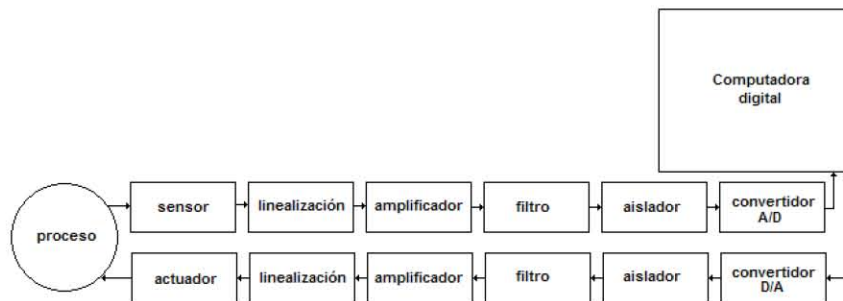 Computadora
digital
proceso
sensor
linealización
amplificador
filtro
aislador
convertidor
A/D
actuador
linealización
amplificador
filtro
aislador
convertidor
D/A